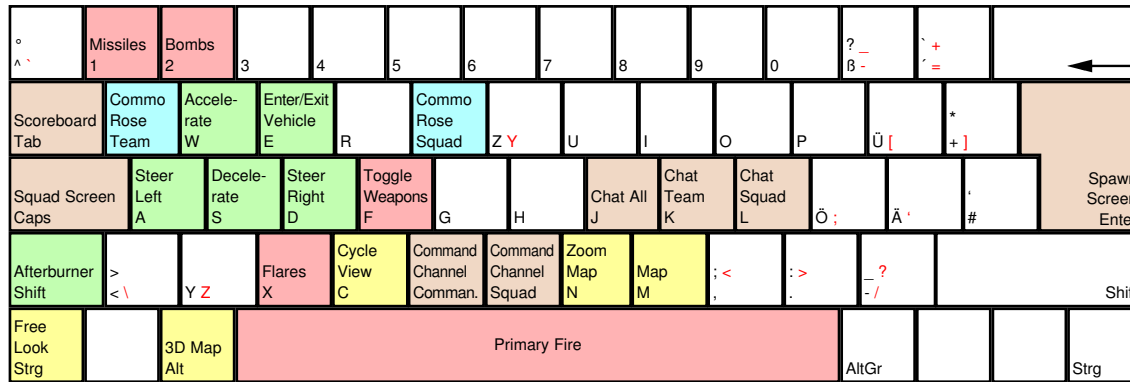 ° ^ `
Missiles 1
Bombs 2
3
4
5
6
7
8
9
0
? _ ß -
` + ´ =
Scoreboard Tab
Commo Rose Team
Accele- rate W
Enter/Exit Vehicle E
R
Commo Rose Squad
Z Y
U
I
O
P
Ü [
* + ]
Squad Screen Caps
Steer Left A
Decele- rate S
Steer Right D
Toggle Weapons F
G
H
Chat All J
Chat Team K
Chat Squad L
Ö ;
Ä '
' #
Spawn Screen Enter
Afterburner Shift
> < \
Y Z
Flares X
Cycle View C
Command Channel Comman.
Command Channel Squad
Zoom Map N
Map M
; < ,
: > .
_ ? - /
Shift
Free Look Strg
3D Map Alt
Primary Fire
AltGr
Strg